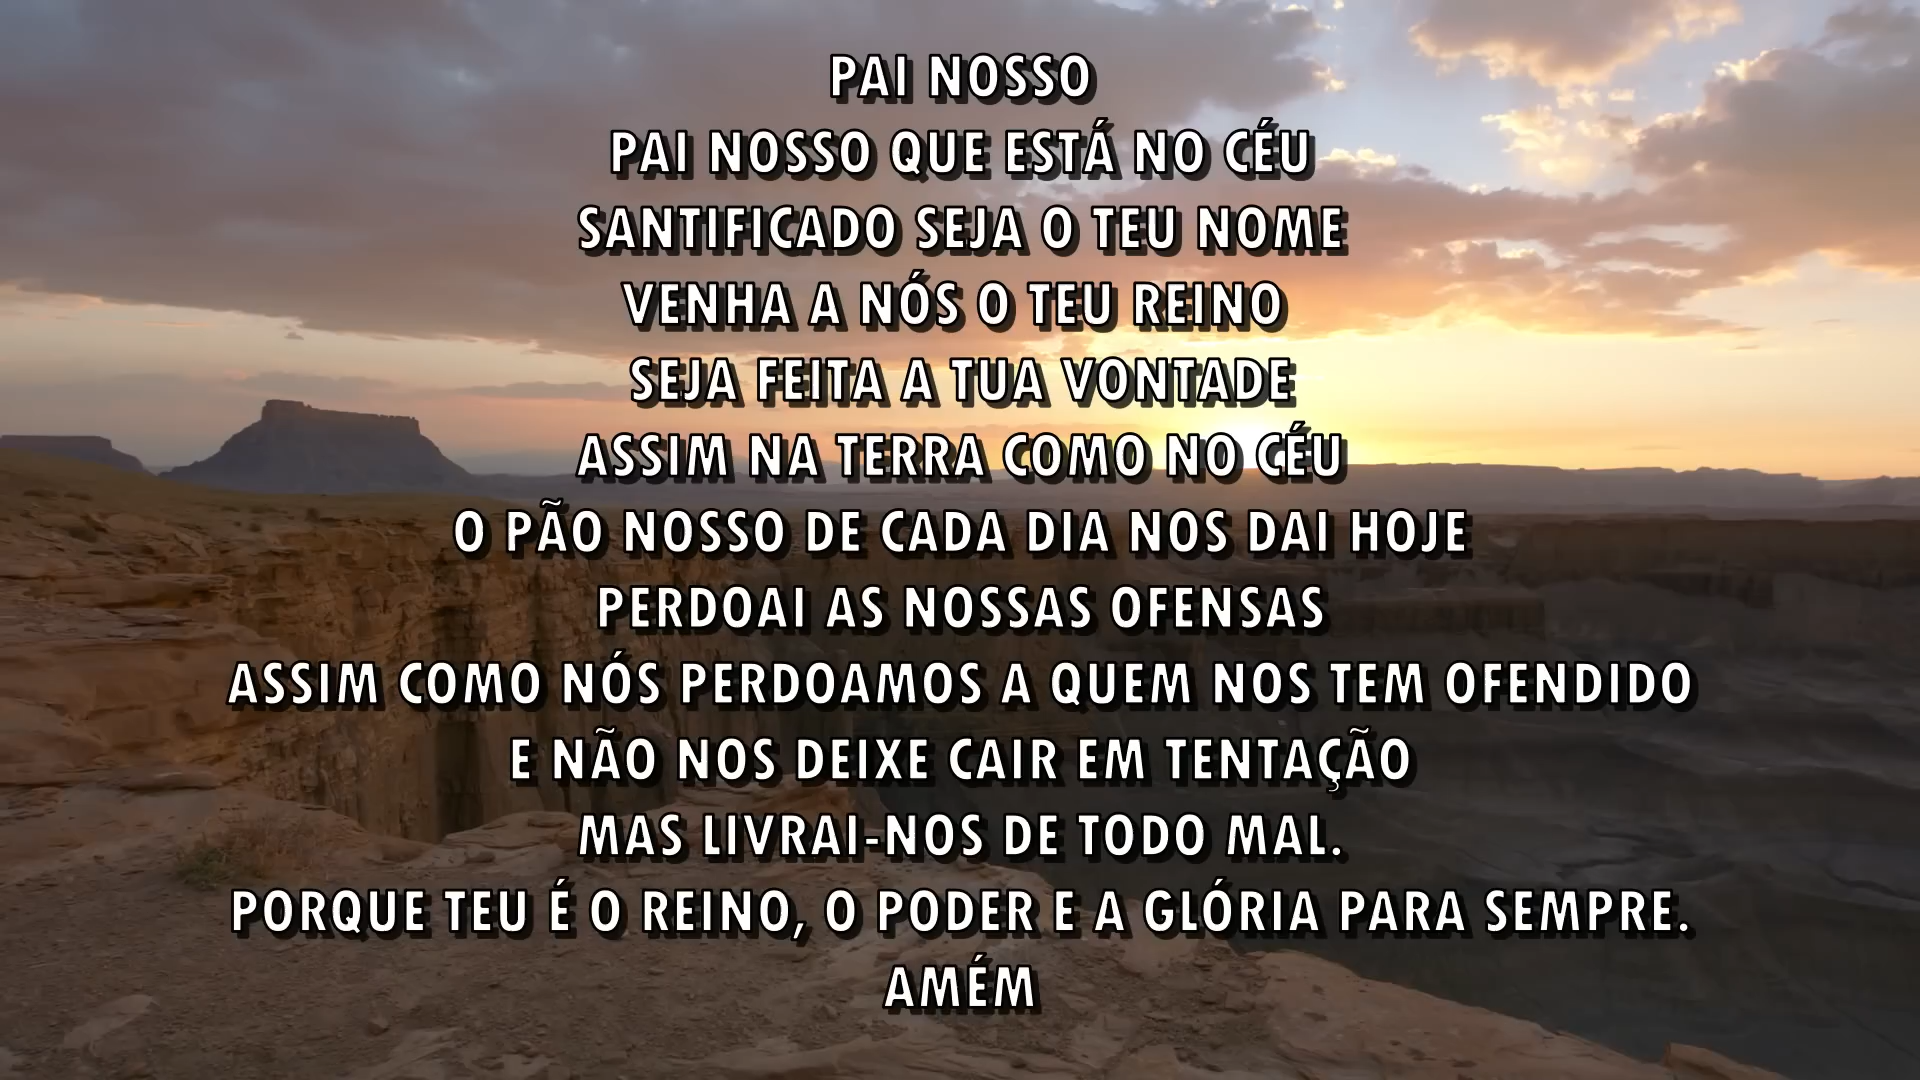 PAI NOSSO
PAI NOSSO QUE ESTÁ NO CÉU
SANTIFICADO SEJA O TEU NOME
VENHA A NÓS O TEU REINO
SEJA FEITA A TUA VONTADE
ASSIM NA TERRA COMO NO CÉU
O PÃO NOSSO DE CADA DIA NOS DAI HOJE
PERDOAI AS NOSSAS OFENSAS
ASSIM COMO NÓS PERDOAMOS A QUEM NOS TEM OFENDIDO
E NÃO NOS DEIXE CAIR EM TENTAÇÃO
MAS LIVRAI-NOS DE TODO MAL.
PORQUE TEU É O REINO, O PODER E A GLÓRIA PARA SEMPRE.
AMÉM